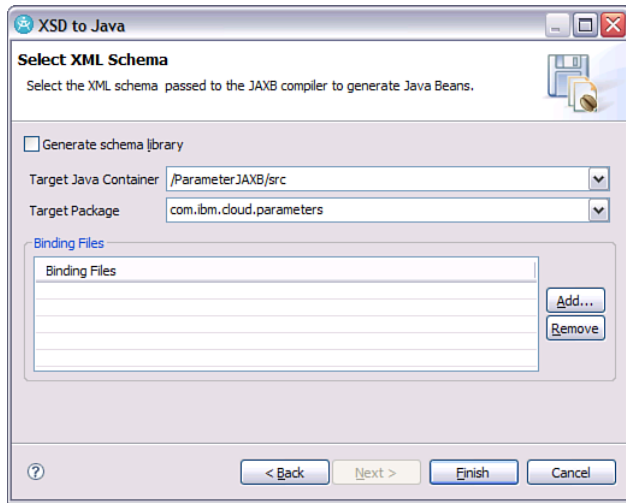 XSD to Java
Select XML Schema
Select the XML schema passed to the JAXB compiler to generate Java Beans.
Generate schema library
Target Java Container /ParameterJAXB/src
Target Package com.ibm.cloud.parameters
Binding Files
Binding Files
Add...
Remove
? < Back Next > Finish Cancel